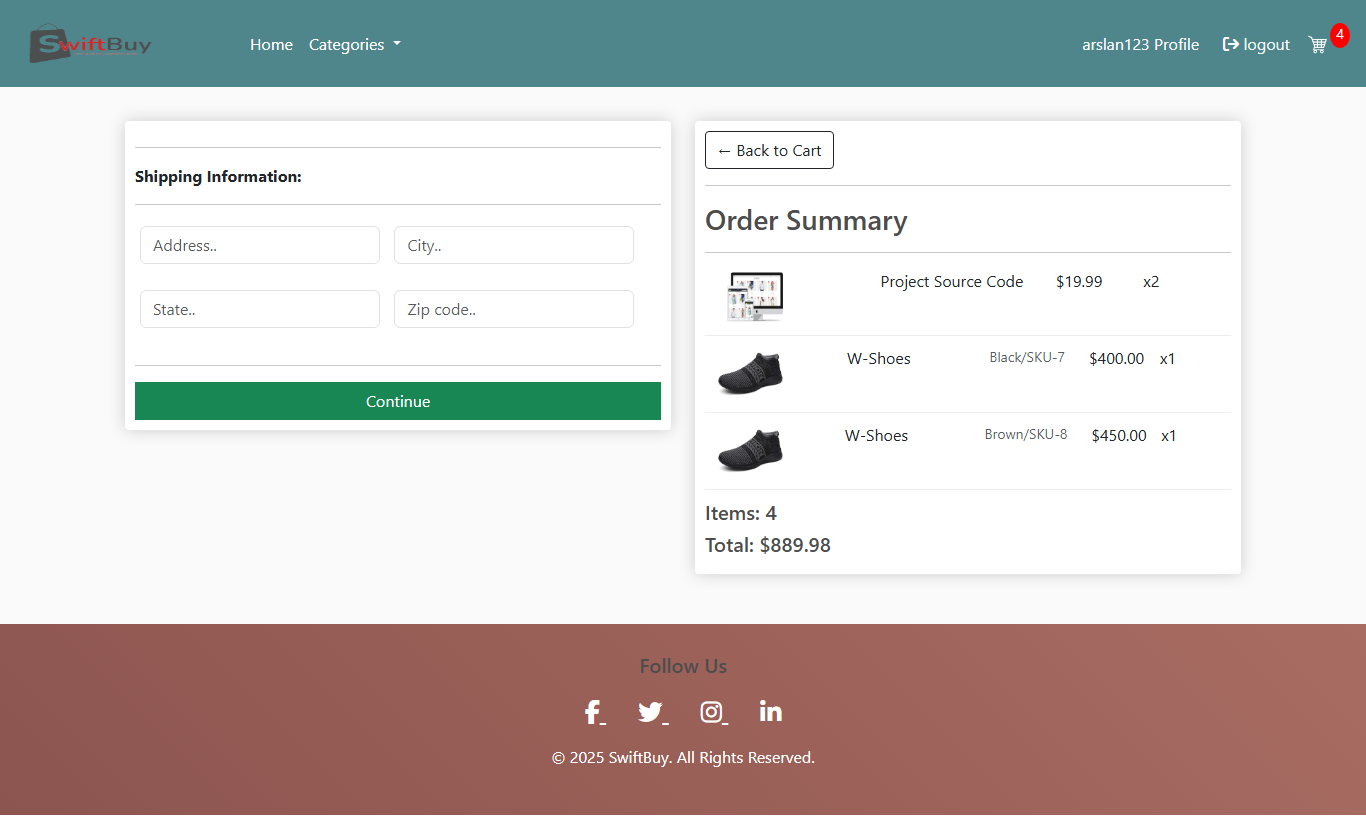 SwiftBuy
Home Categories
arslan123 Profile logout 4
Shipping Information:
Address.. City..
State.. Zip code..
Continue
← Back to Cart
Order Summary
Project Source Code $19.99 x2
W-Shoes Black/SKU-7 $400.00 x1
W-Shoes Brown/SKU-8 $450.00 x1
Items: 4
Total: $889.98
Follow Us
© 2025 SwiftBuy. All Rights Reserved.